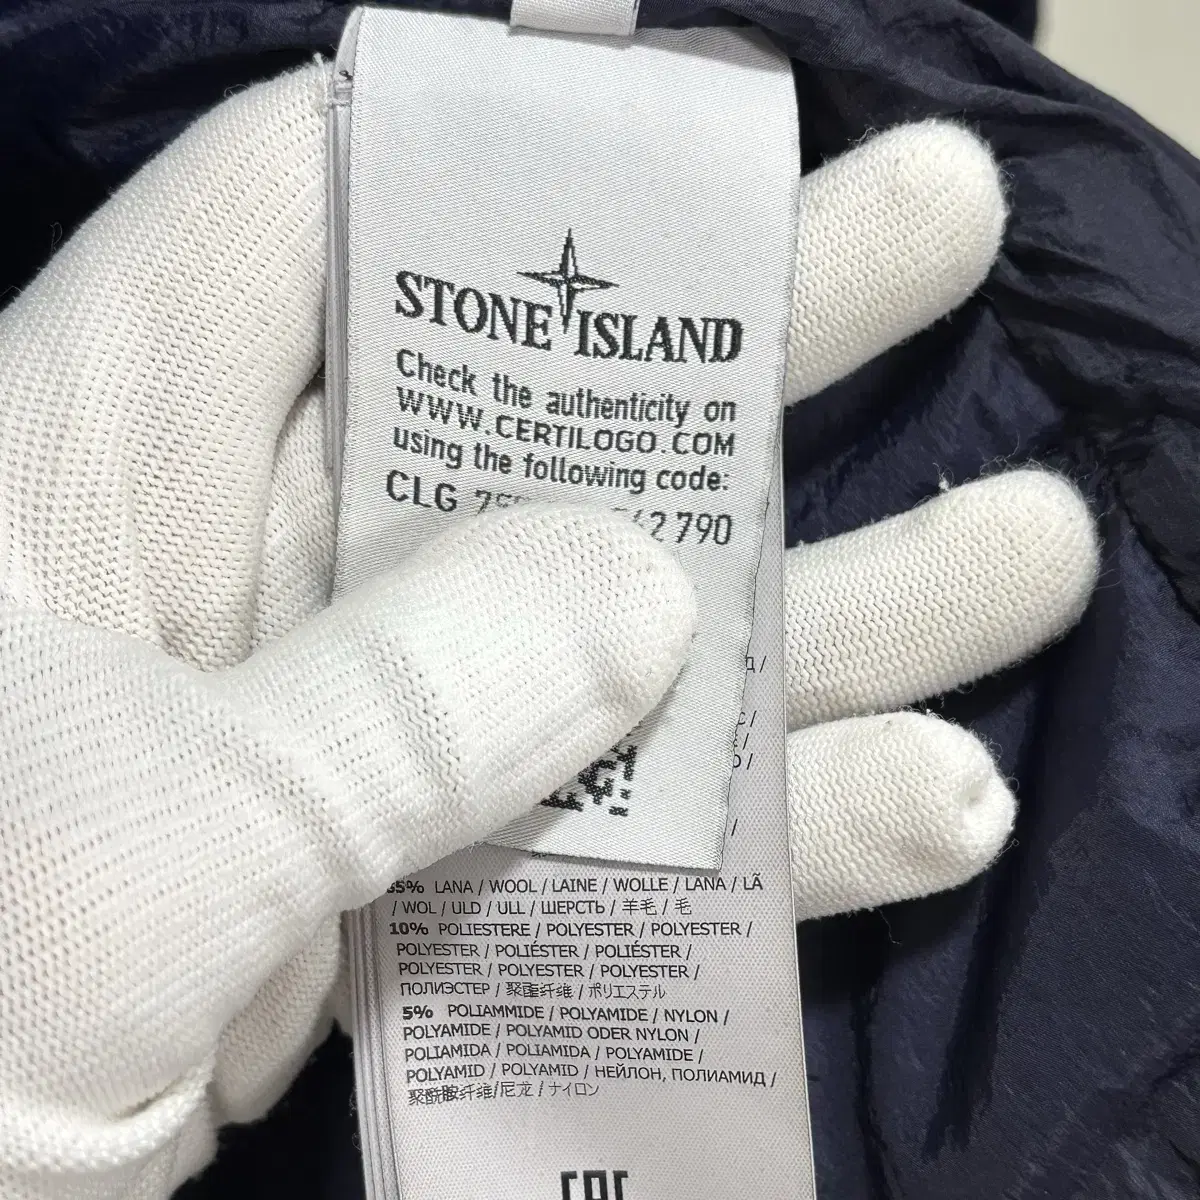 STONE ISLAND
Check the authenticity on
WWW.CERTILOGO.COM
using the following code:
CLG 790
85% LANA / WOOL / LAINE / WOLLE / LANA / LÃ
/ WOL / ULD / ULL / ШЕРСТЬ / 羊毛 / 毛
10% POLIESTERE / POLYESTER / POLYESTER /
POLYESTER / POLIÉSTER / POLIÉSTER /
POLYESTER / POLYESTER / POLYESTER /
ПОЛИЭСТЕР / 聚酯纤维 / ポリエステル
5% POLIAMMIDE / POLYAMIDE / NYLON /
POLYAMIDE / POLYAMID ODER NYLON /
POLIAMIDA / POLIAMIDA / POLYAMIDE /
POLYAMID / POLYAMID / НЕЙЛОН, ПОЛИАМИД /
聚酰胺纤维/尼龙 / ナイロン